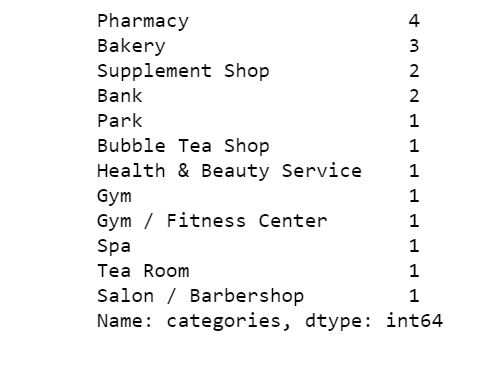 Pharmacy 4
Bakery 3
Supplement Shop 2
Bank 2
Park 1
Bubble Tea Shop 1
Health & Beauty Service 1
Gym 1
Gym / Fitness Center 1
Spa 1
Tea Room 1
Salon / Barbershop 1
Name: categories, dtype: int64